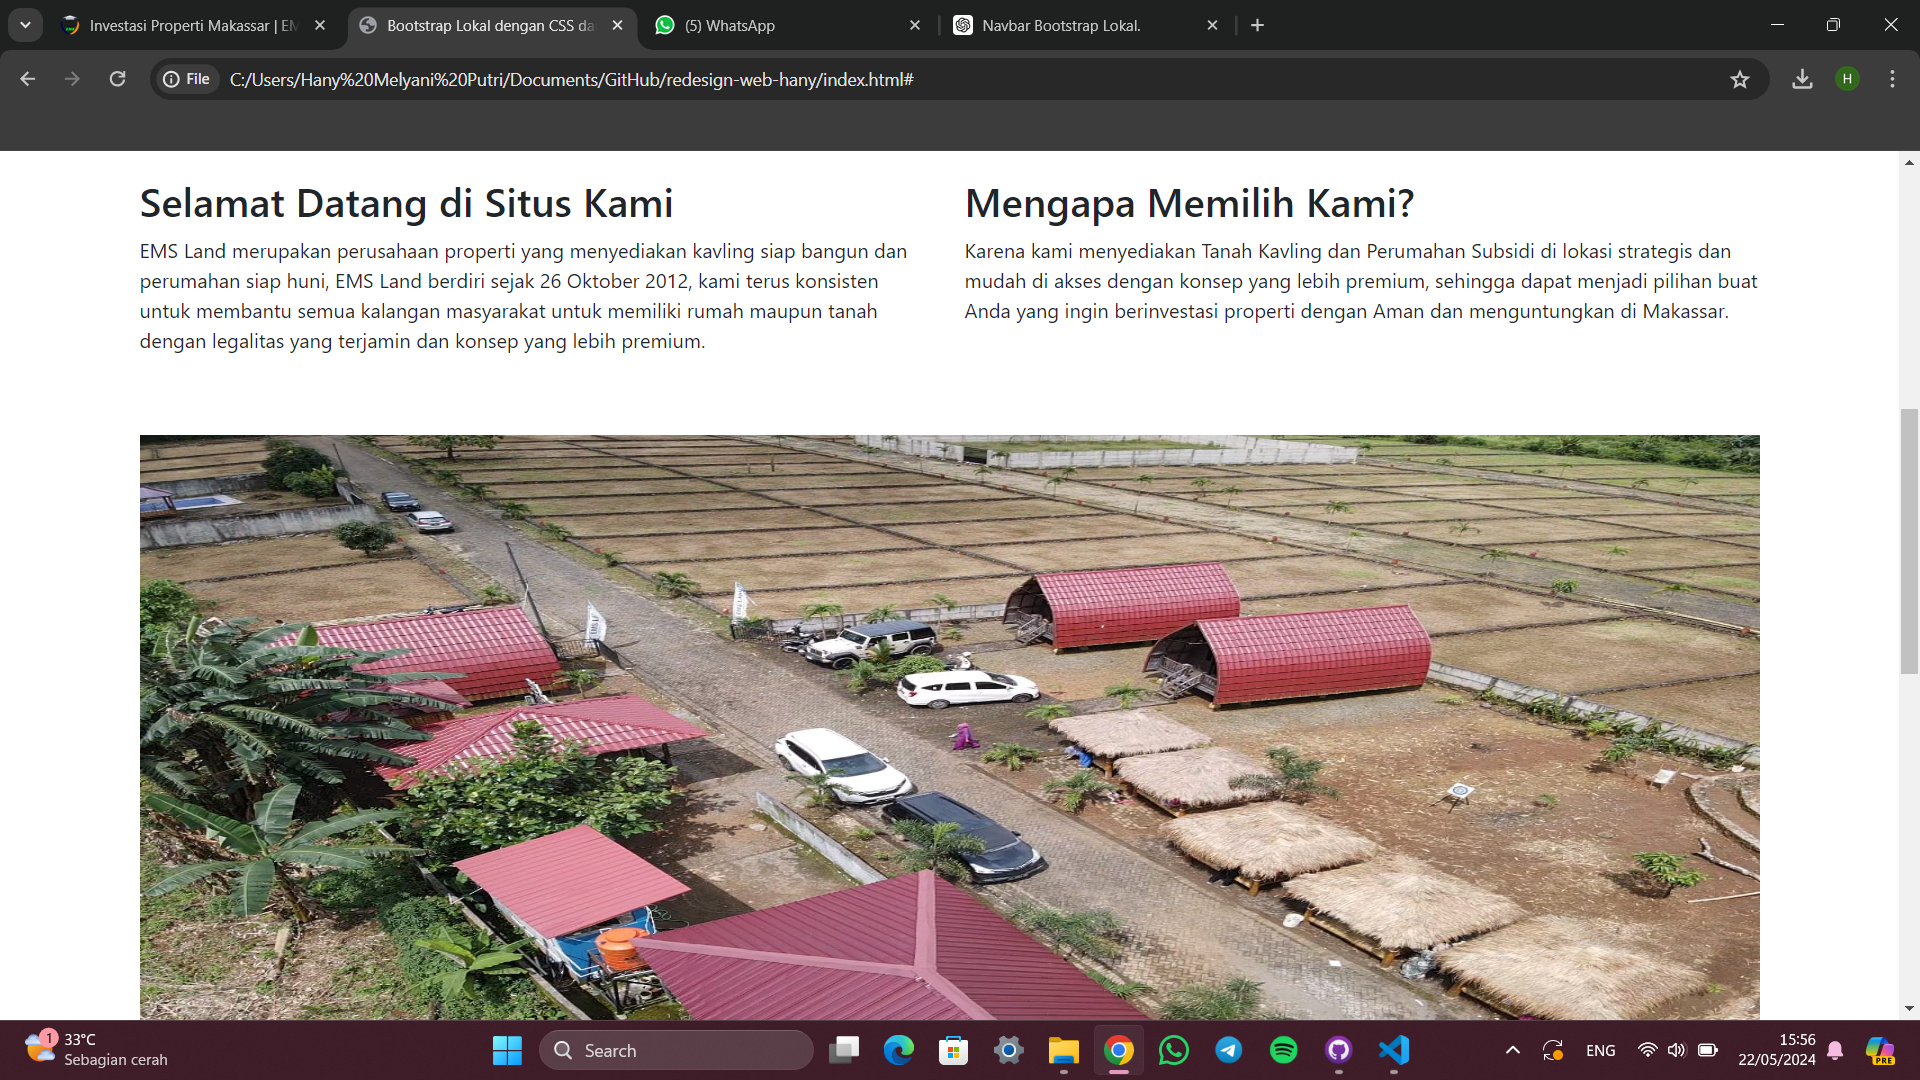 Investasi Properti Makassar | EM
Bootstrap Lokal dengan CSS da
(5) WhatsApp
Navbar Bootstrap Lokal.
File
C:/Users/Hany%20Melyani%20Putri/Documents/GitHub/redesign-web-hany/index.html#
H
Selamat Datang di Situs Kami
EMS Land merupakan perusahaan properti yang menyediakan kavling siap bangun dan
perumahan siap huni, EMS Land berdiri sejak 26 Oktober 2012, kami terus konsisten
untuk membantu semua kalangan masyarakat untuk memiliki rumah maupun tanah
dengan legalitas yang terjamin dan konsep yang lebih premium.
Mengapa Memilih Kami?
Karena kami menyediakan Tanah Kavling dan Perumahan Subsidi di lokasi strategis dan
mudah di akses dengan konsep yang lebih premium, sehingga dapat menjadi pilihan buat
Anda yang ingin berinvestasi properti dengan Aman dan menguntungkan di Makassar.
1
33°C
Sebagian cerah
Search
ENG
15:56
22/05/2024
PRE